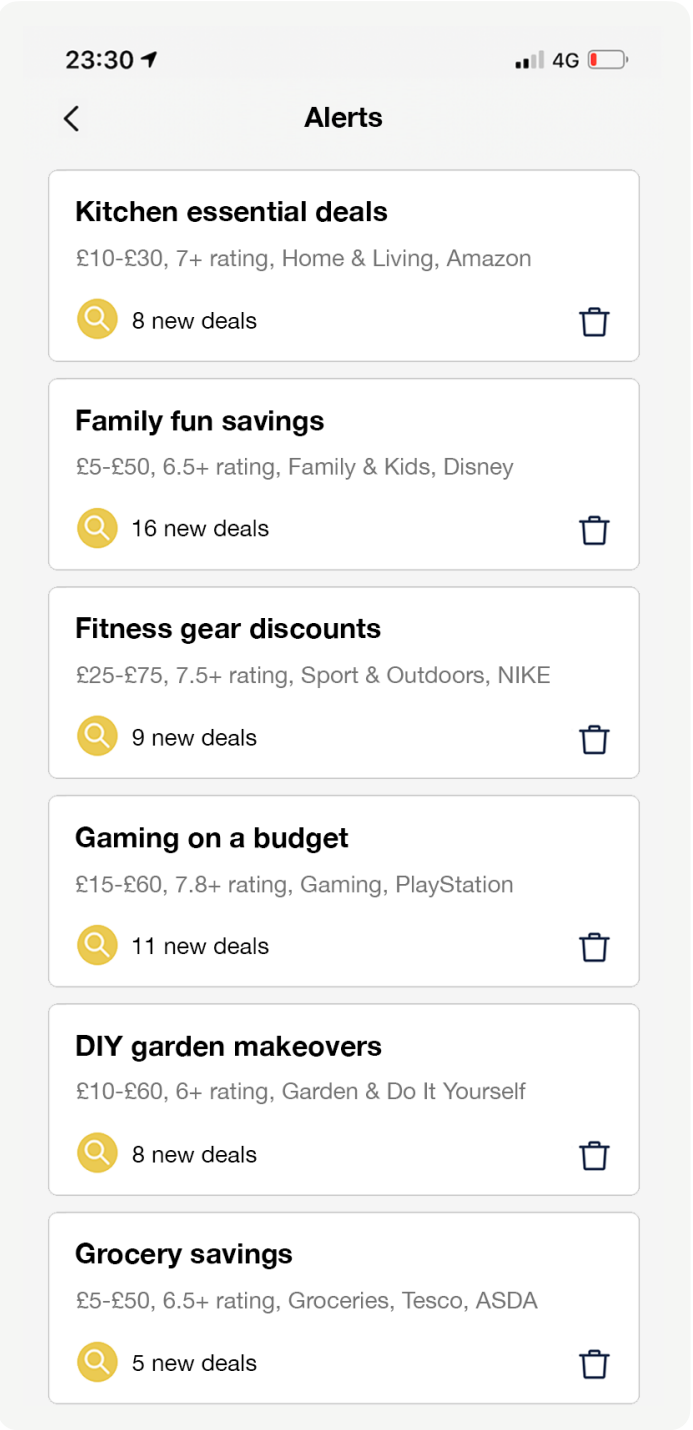 23:30 4G
Alerts
Kitchen essential deals
£10-£30, 7+ rating, Home & Living, Amazon
8 new deals
Family fun savings
£5-£50, 6.5+ rating, Family & Kids, Disney
16 new deals
Fitness gear discounts
£25-£75, 7.5+ rating, Sport & Outdoors, NIKE
9 new deals
Gaming on a budget
£15-£60, 7.8+ rating, Gaming, PlayStation
11 new deals
DIY garden makeovers
£10-£60, 6+ rating, Garden & Do It Yourself
8 new deals
Grocery savings
£5-£50, 6.5+ rating, Groceries, Tesco, ASDA
5 new deals